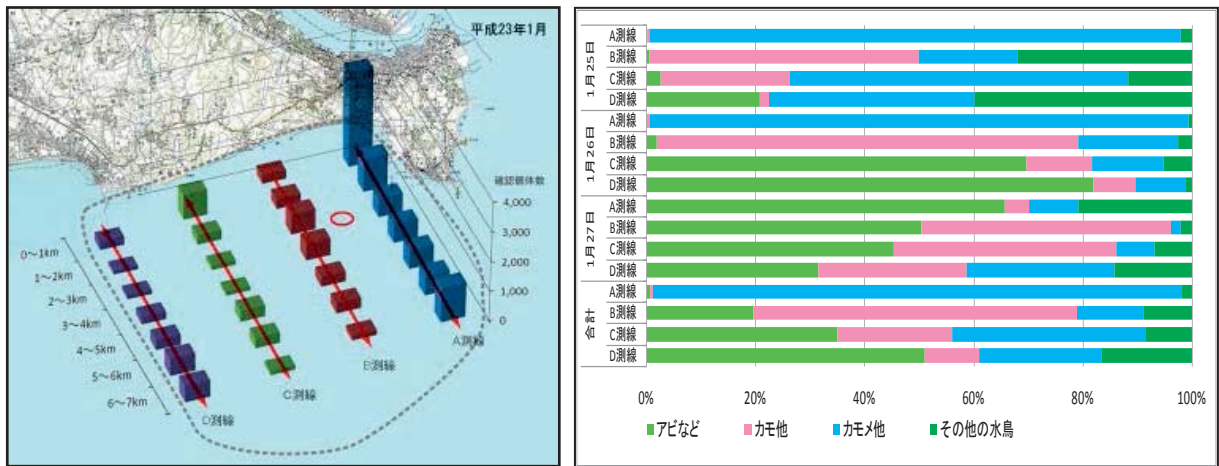 平成23年1月
確認個体数
4,000
3,000
2,000
1,000
0
0～1km
1～2km
2～3km
3～4km
4～5km
5～6km
6～7km
A測線
B測線
C測線
D測線
1月25日
A測線
B測線
C測線
D測線
1月26日
A測線
B測線
C測線
D測線
1月27日
A測線
B測線
C測線
D測線
合計
A測線
B測線
C測線
D測線
0% 20% 40% 60% 80% 100%
アビなど カモ他 カモメ他 その他の水鳥